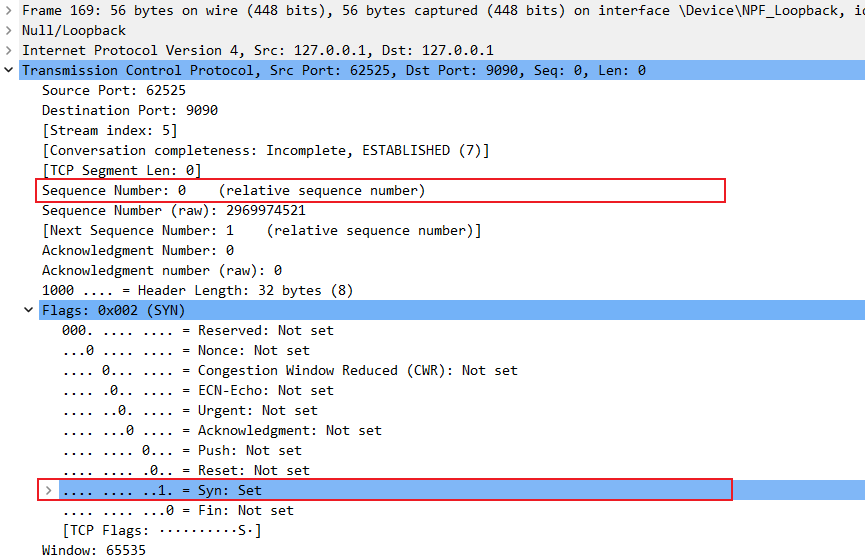 Frame 169: 56 bytes on wire (448 bits), 56 bytes captured (448 bits) on interface \Device\NPF_Loopback,
Null/Loopback
Internet Protocol Version 4, Src: 127.0.0.1, Dst: 127.0.0.1
Transmission Control Protocol, Src Port: 62525, Dst Port: 9090, Seq: 0, Len: 0
Source Port: 62525
Destination Port: 9090
[Stream index: 5]
[Conversation completeness: Incomplete, ESTABLISHED (7)]
[TCP Segment Len: 0]
Sequence Number: 0    (relative sequence number)
Sequence Number (raw): 2969974521
[Next Sequence Number: 1    (relative sequence number)]
Acknowledgment Number: 0
Acknowledgment number (raw): 0
1000 .... = Header Length: 32 bytes (8)
Flags: 0x002 (SYN)
000. .... .... = Reserved: Not set
...0 .... .... = Nonce: Not set
.... 0... .... = Congestion Window Reduced (CWR): Not set
.... .0.. .... = ECN-Echo: Not set
.... ..0. .... = Urgent: Not set
.... ...0 .... = Acknowledgment: Not set
.... .... 0... = Push: Not set
.... .... .0.. = Reset: Not set
.... .... ..1. = Syn: Set
.... .... ...0 = Fin: Not set
[TCP Flags: ··········S·]
Window: 65535